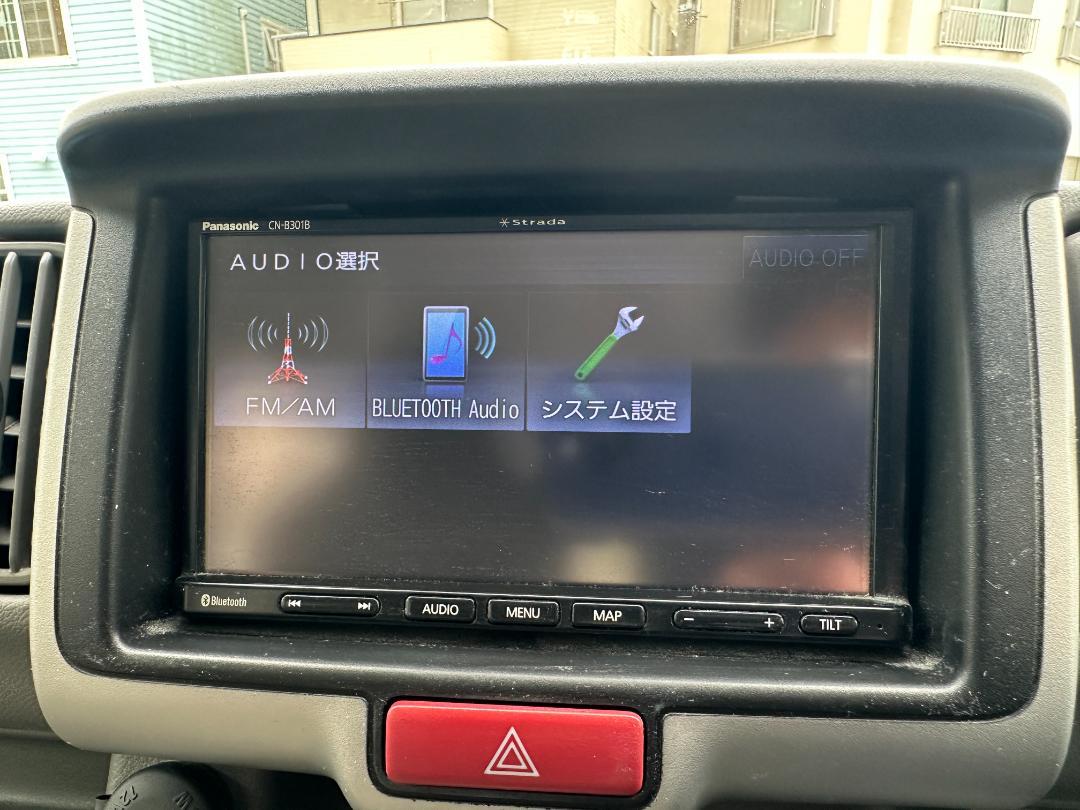 Panasonic CN-B301B
Strada
ＡＵＤＩＯ選択
AUDIO OFF
FM/AM
BLUETOOTH Audio
システム設定
Bluetooth
AUDIO
MENU
MAP
− +
TILT
12V